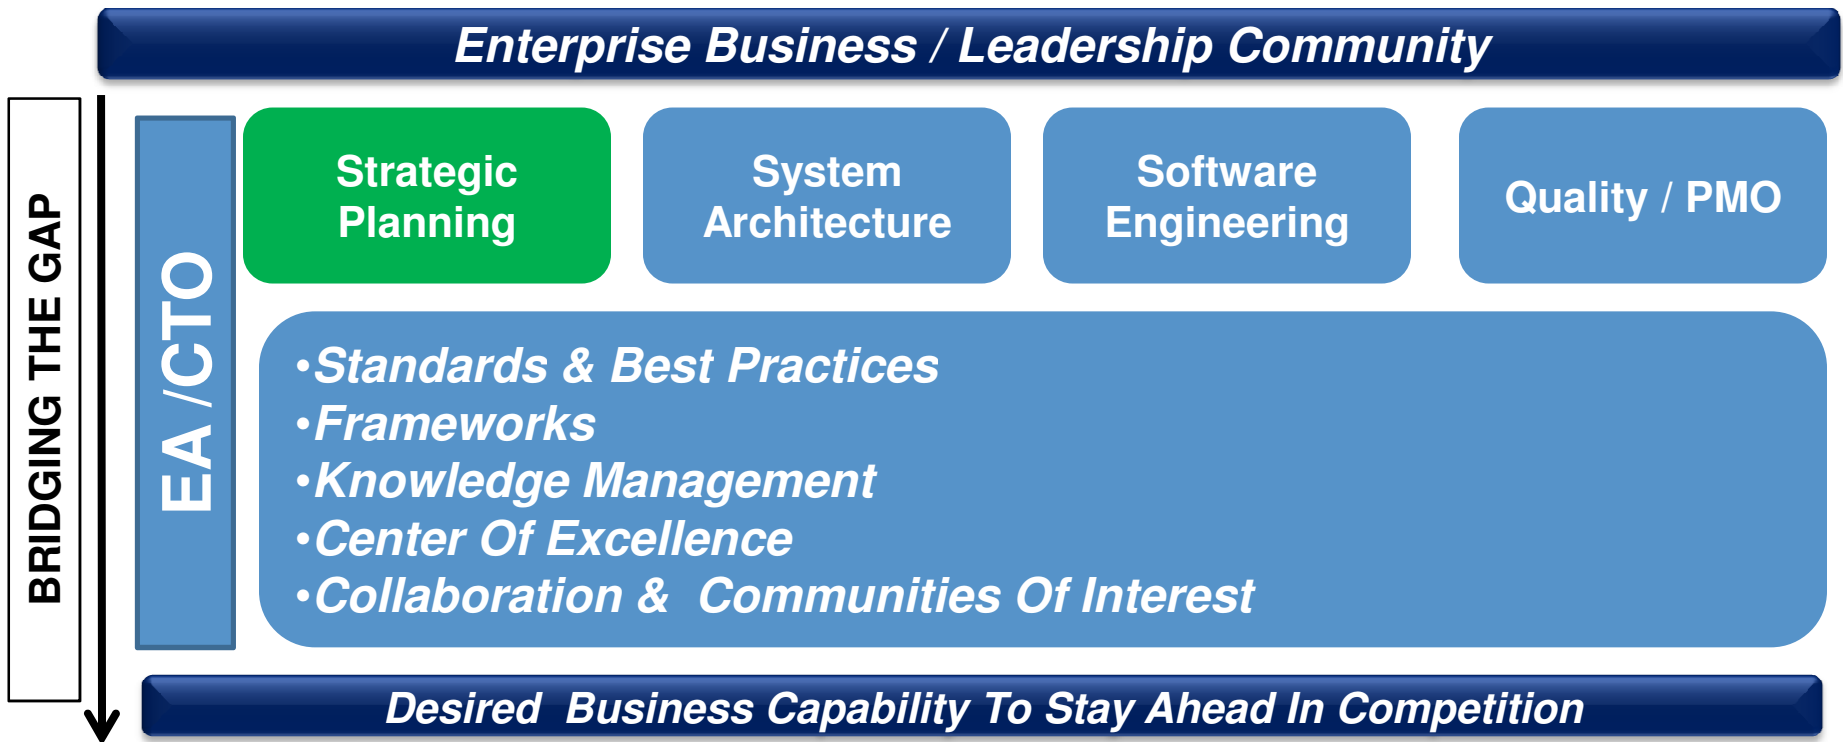 Enterprise Business / Leadership Community
BRIDGING THE GAP
EA /CTO
Strategic
Planning
System
Architecture
Software
Engineering
Quality / PMO
•Standards & Best Practices
•Frameworks
•Knowledge Management
•Center Of Excellence
•Collaboration &  Communities Of Interest
Desired  Business Capability To Stay Ahead In Competition